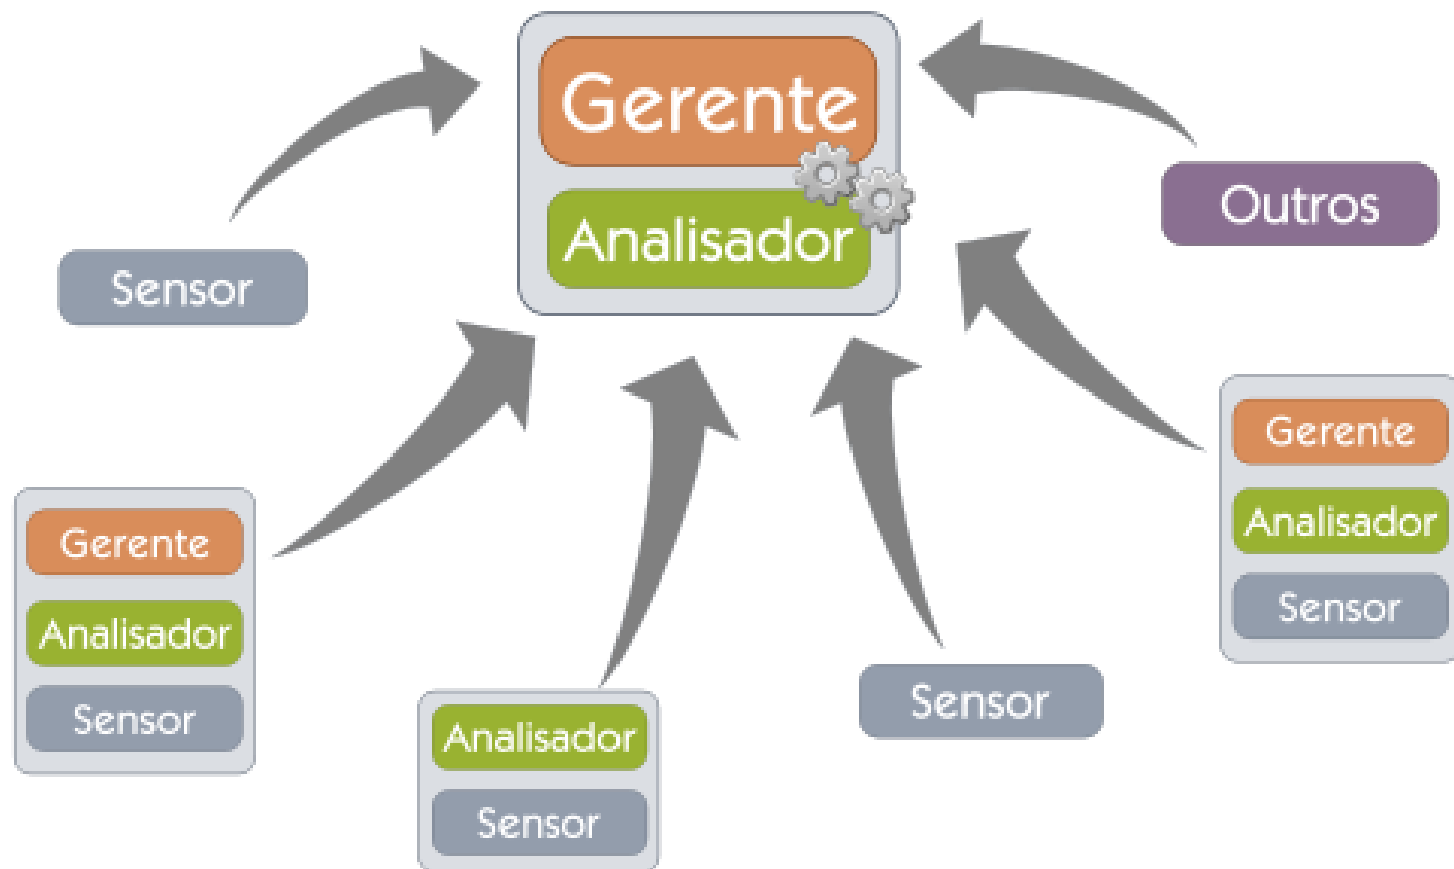 Gerente
Analisador
Outros
Sensor
Gerente
Analisador
Sensor
Gerente
Analisador
Sensor
Analisador
Sensor
Sensor